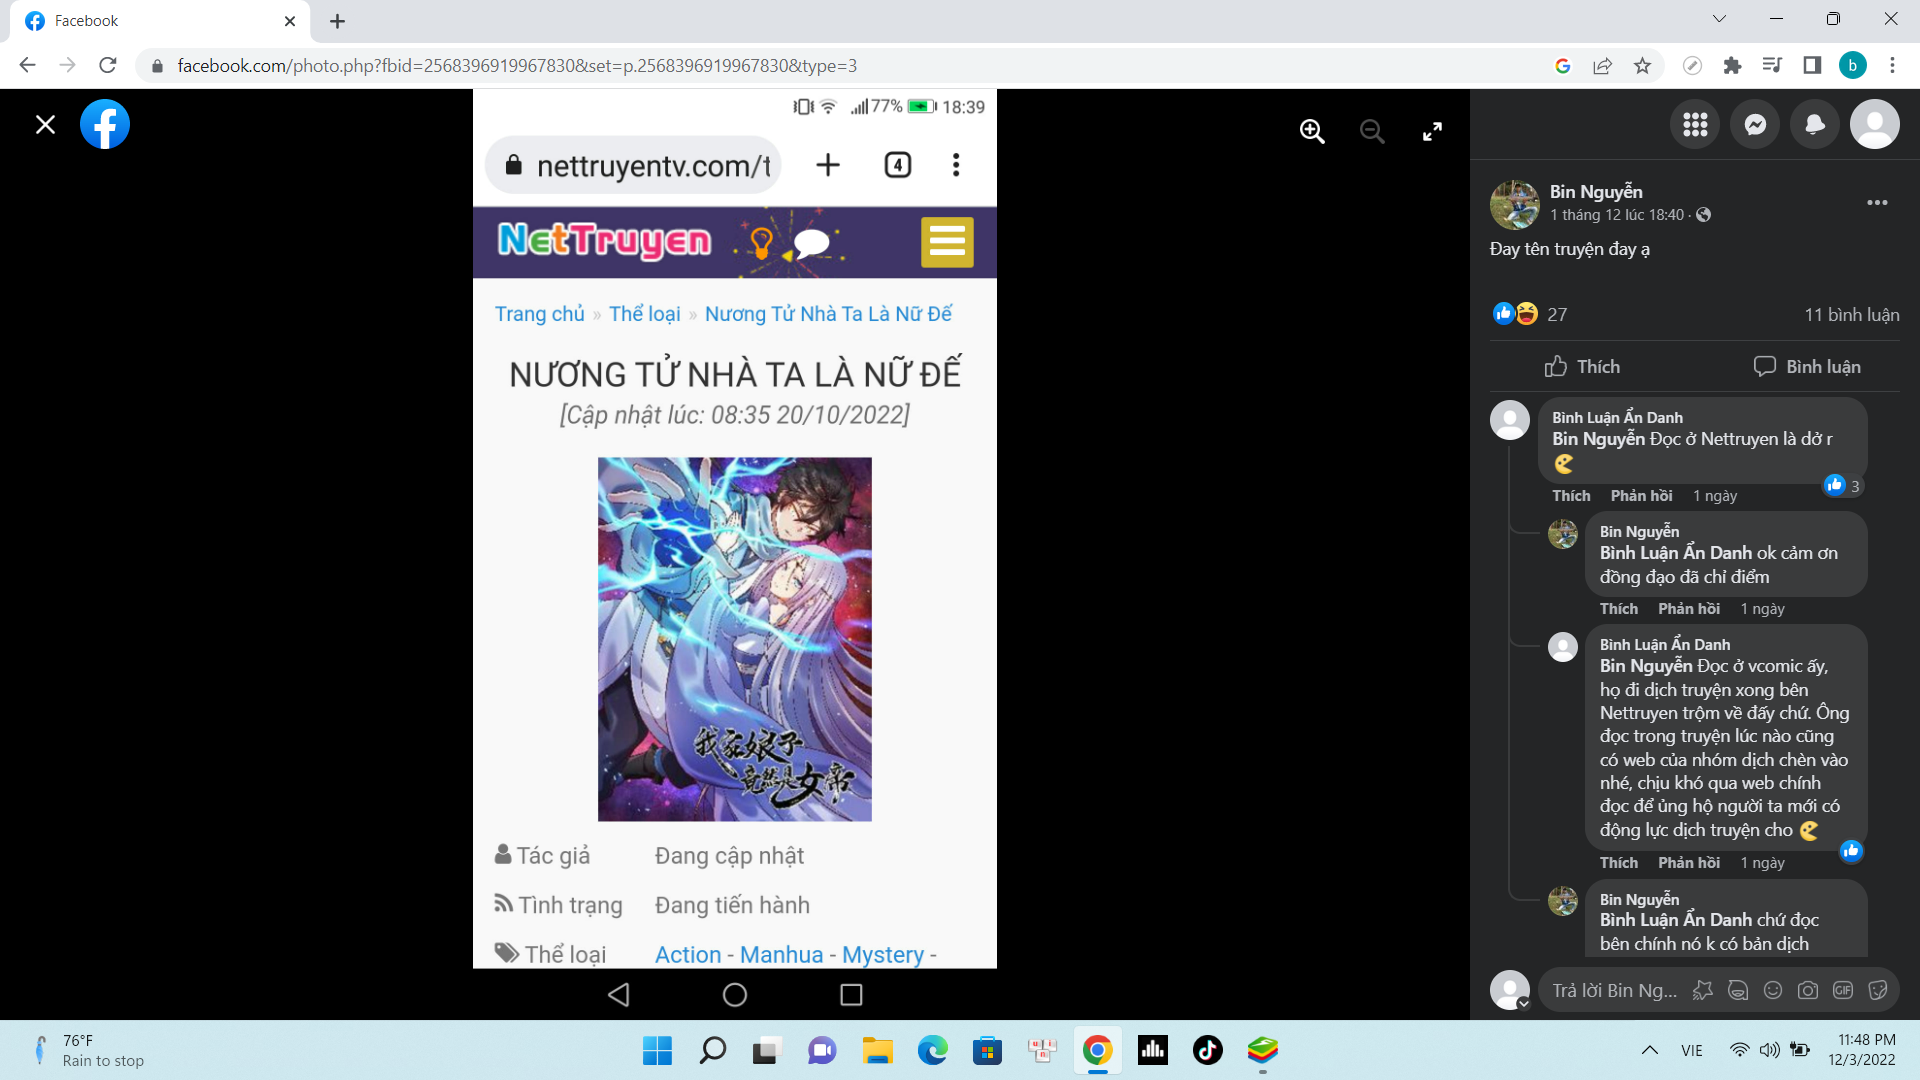 Facebook
facebook.com/photo.php?fbid=2568396919967830&set=p.2568396919967830&type=3
b
77% 18:39
nettruyentv.com/t
4
NetTruyen
Trang chủ » Thể loại » Nương Tử Nhà Ta Là Nữ Đế
NƯƠNG TỬ NHÀ TA LÀ NỮ ĐẾ
[Cập nhật lúc: 08:35 20/10/2022]
我家娘子
竟然是女帝
Tác giả Đang cập nhật
Tình trạng Đang tiến hành
Thể loại Action - Manhua - Mystery -
Bin Nguyễn
1 tháng 12 lúc 18:40 ·
Đay tên truyện đay ạ
27 11 bình luận
Thích Bình luận
Bình Luận Ẩn Danh
Bin Nguyễn Đọc ở Nettruyen là dở r
3
Thích Phản hồi 1 ngày
Bin Nguyễn
Bình Luận Ẩn Danh ok cảm ơn
đồng đạo đã chỉ điểm
Thích Phản hồi 1 ngày
Bình Luận Ẩn Danh
Bin Nguyễn Đọc ở vcomic ấy,
họ đi dịch truyện xong bên
Nettruyen trộm về đấy chứ. Ông
đọc trong truyện lúc nào cũng
có web của nhóm dịch chèn vào
nhé, chịu khó qua web chính
đọc để ủng hộ người ta mới có
động lực dịch truyện cho
Thích Phản hồi 1 ngày
Bin Nguyễn
Bình Luận Ẩn Danh chứ đọc
bên chính nó k có bản dịch
Trả lời Bin Ng...
GIF
76°F
Rain to stop
VIE
11:48 PM
12/3/2022